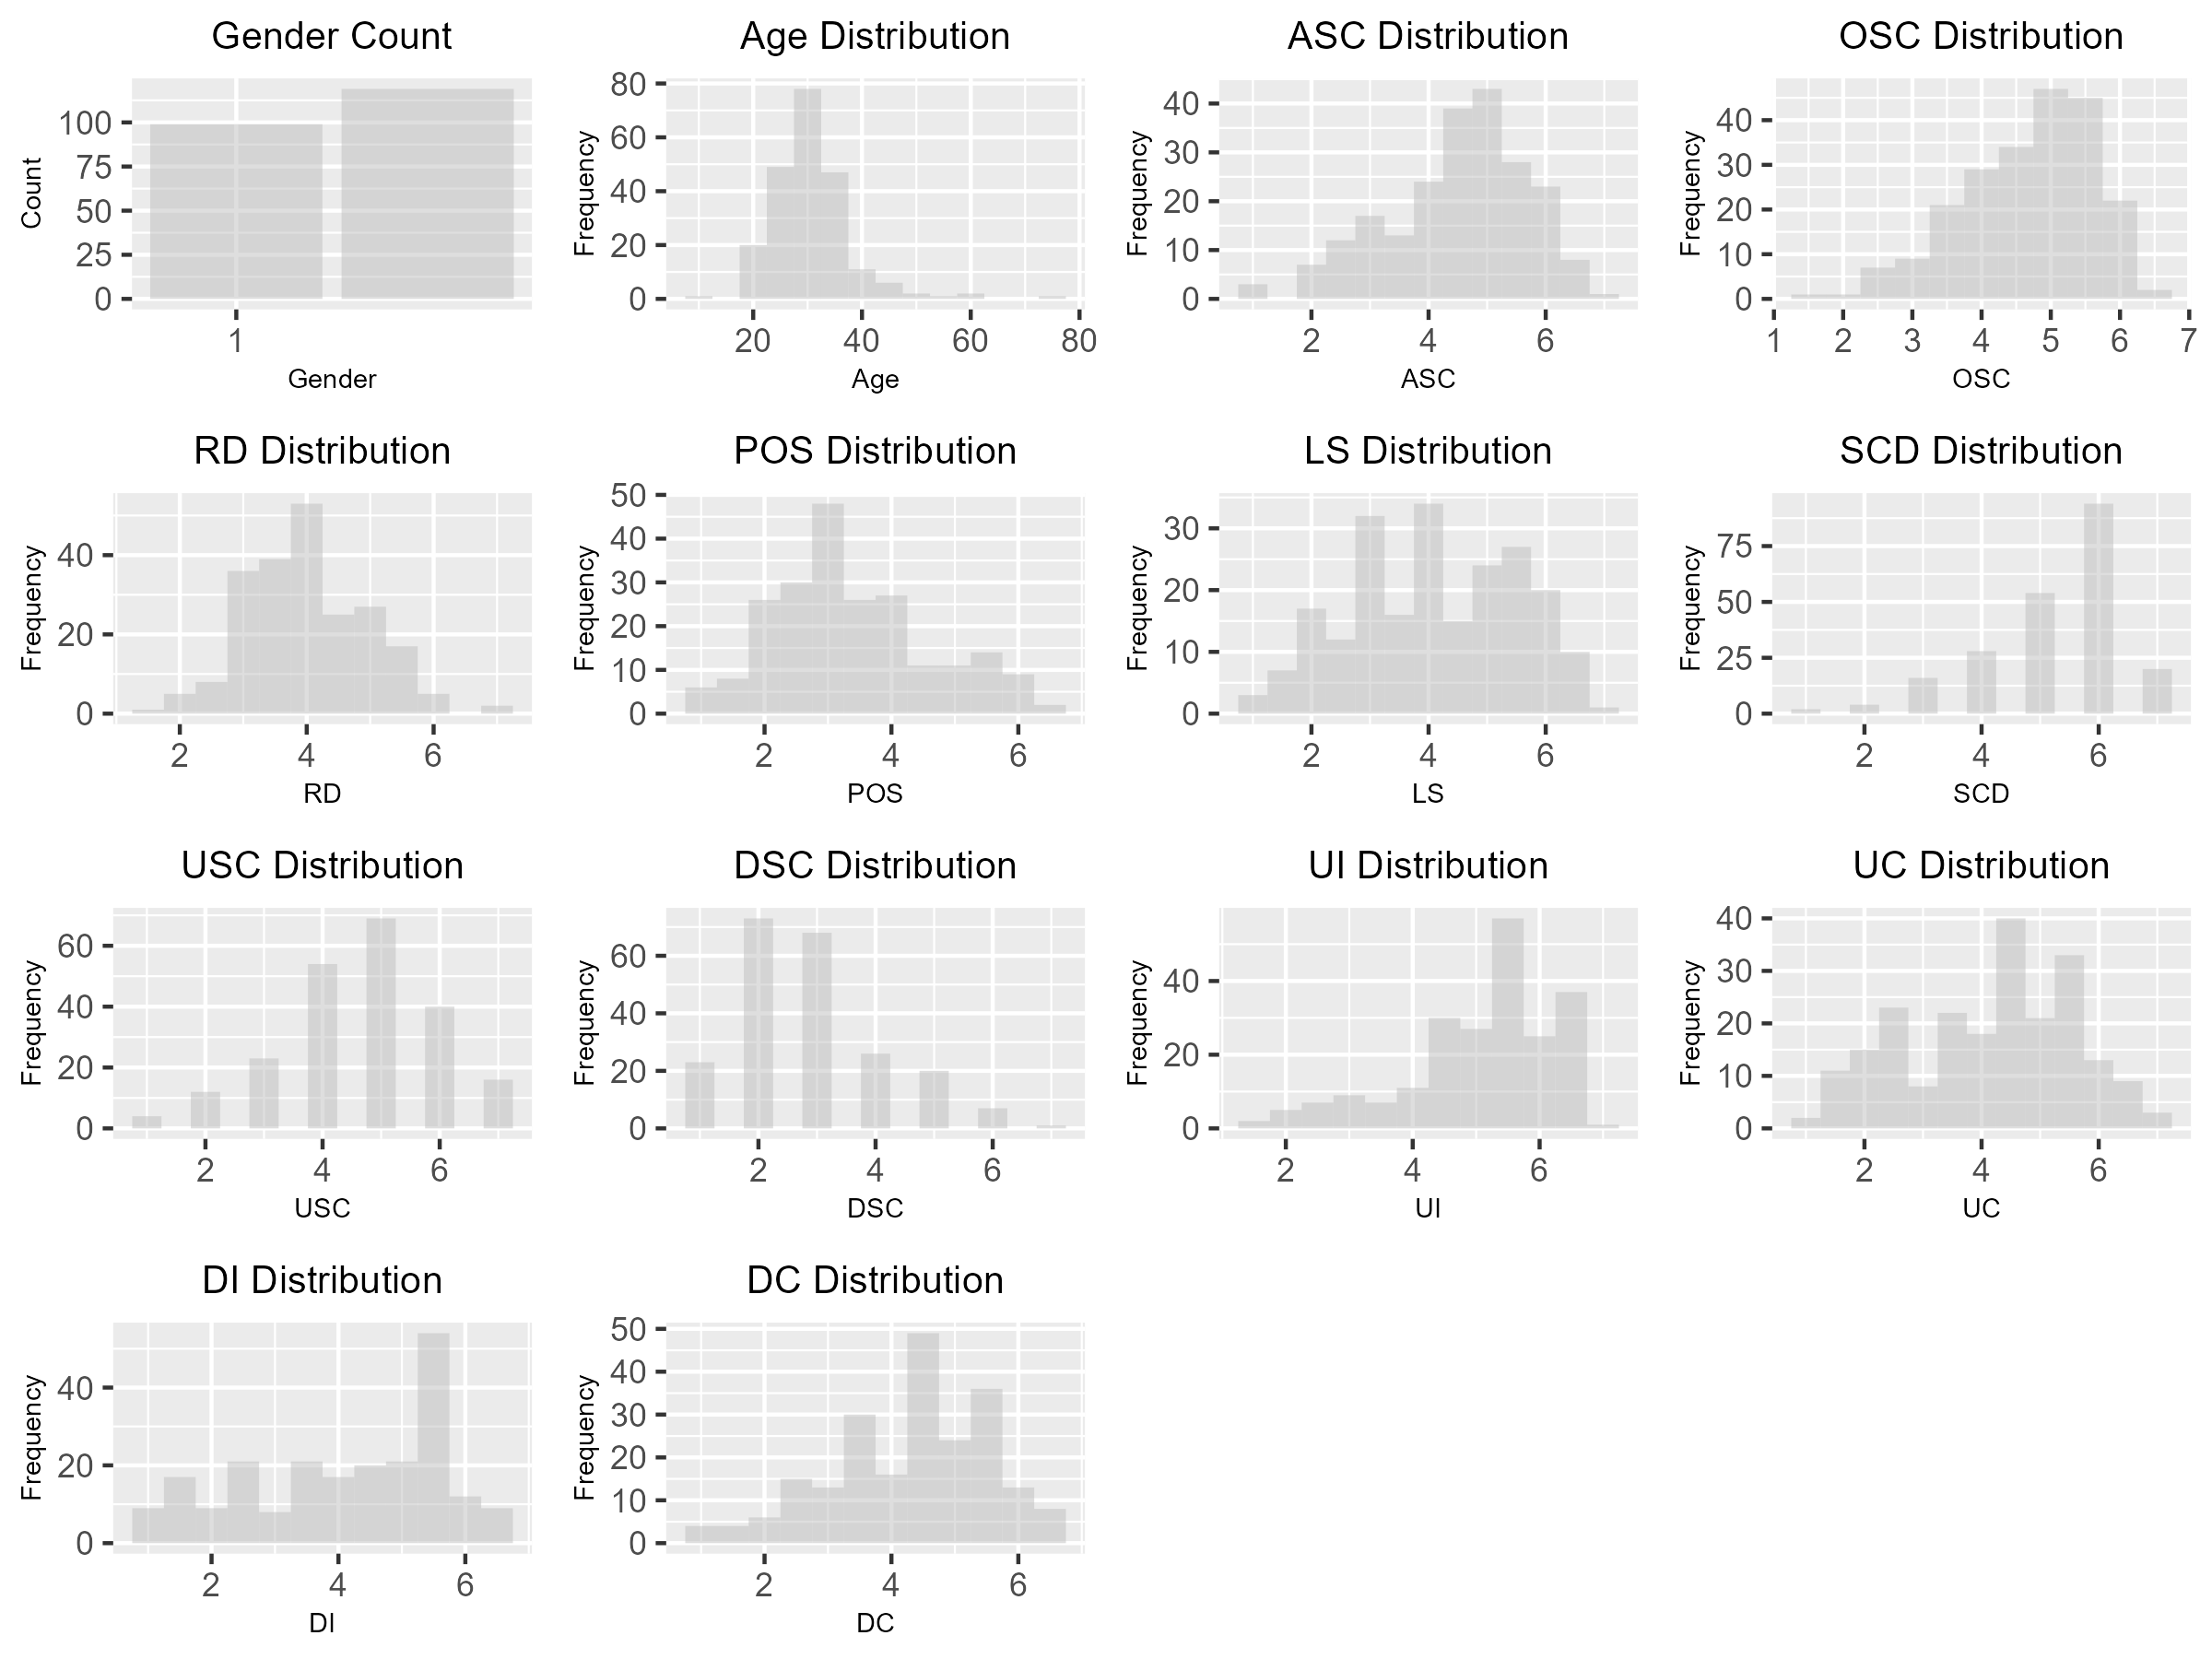 Gender Count
100
75
50
25
0
Count
1
Gender
Age Distribution
80
60
40
20
0
Frequency
20 40 60 80
Age
ASC Distribution
40
30
20
10
0
Frequency
2 4 6
ASC
OSC Distribution
40
30
20
10
0
Frequency
1 2 3 4 5 6 7
OSC
RD Distribution
40
20
0
Frequency
2 4 6
RD
POS Distribution
50
40
30
20
10
0
Frequency
2 4 6
POS
LS Distribution
30
20
10
0
Frequency
2 4 6
LS
SCD Distribution
75
50
25
0
Frequency
2 4 6
SCD
USC Distribution
60
40
20
0
Frequency
2 4 6
USC
DSC Distribution
60
40
20
0
Frequency
2 4 6
DSC
UI Distribution
40
20
0
Frequency
2 4 6
UI
UC Distribution
40
30
20
10
0
Frequency
2 4 6
UC
DI Distribution
40
20
0
Frequency
2 4 6
DI
DC Distribution
50
40
30
20
10
0
Frequency
2 4 6
DC